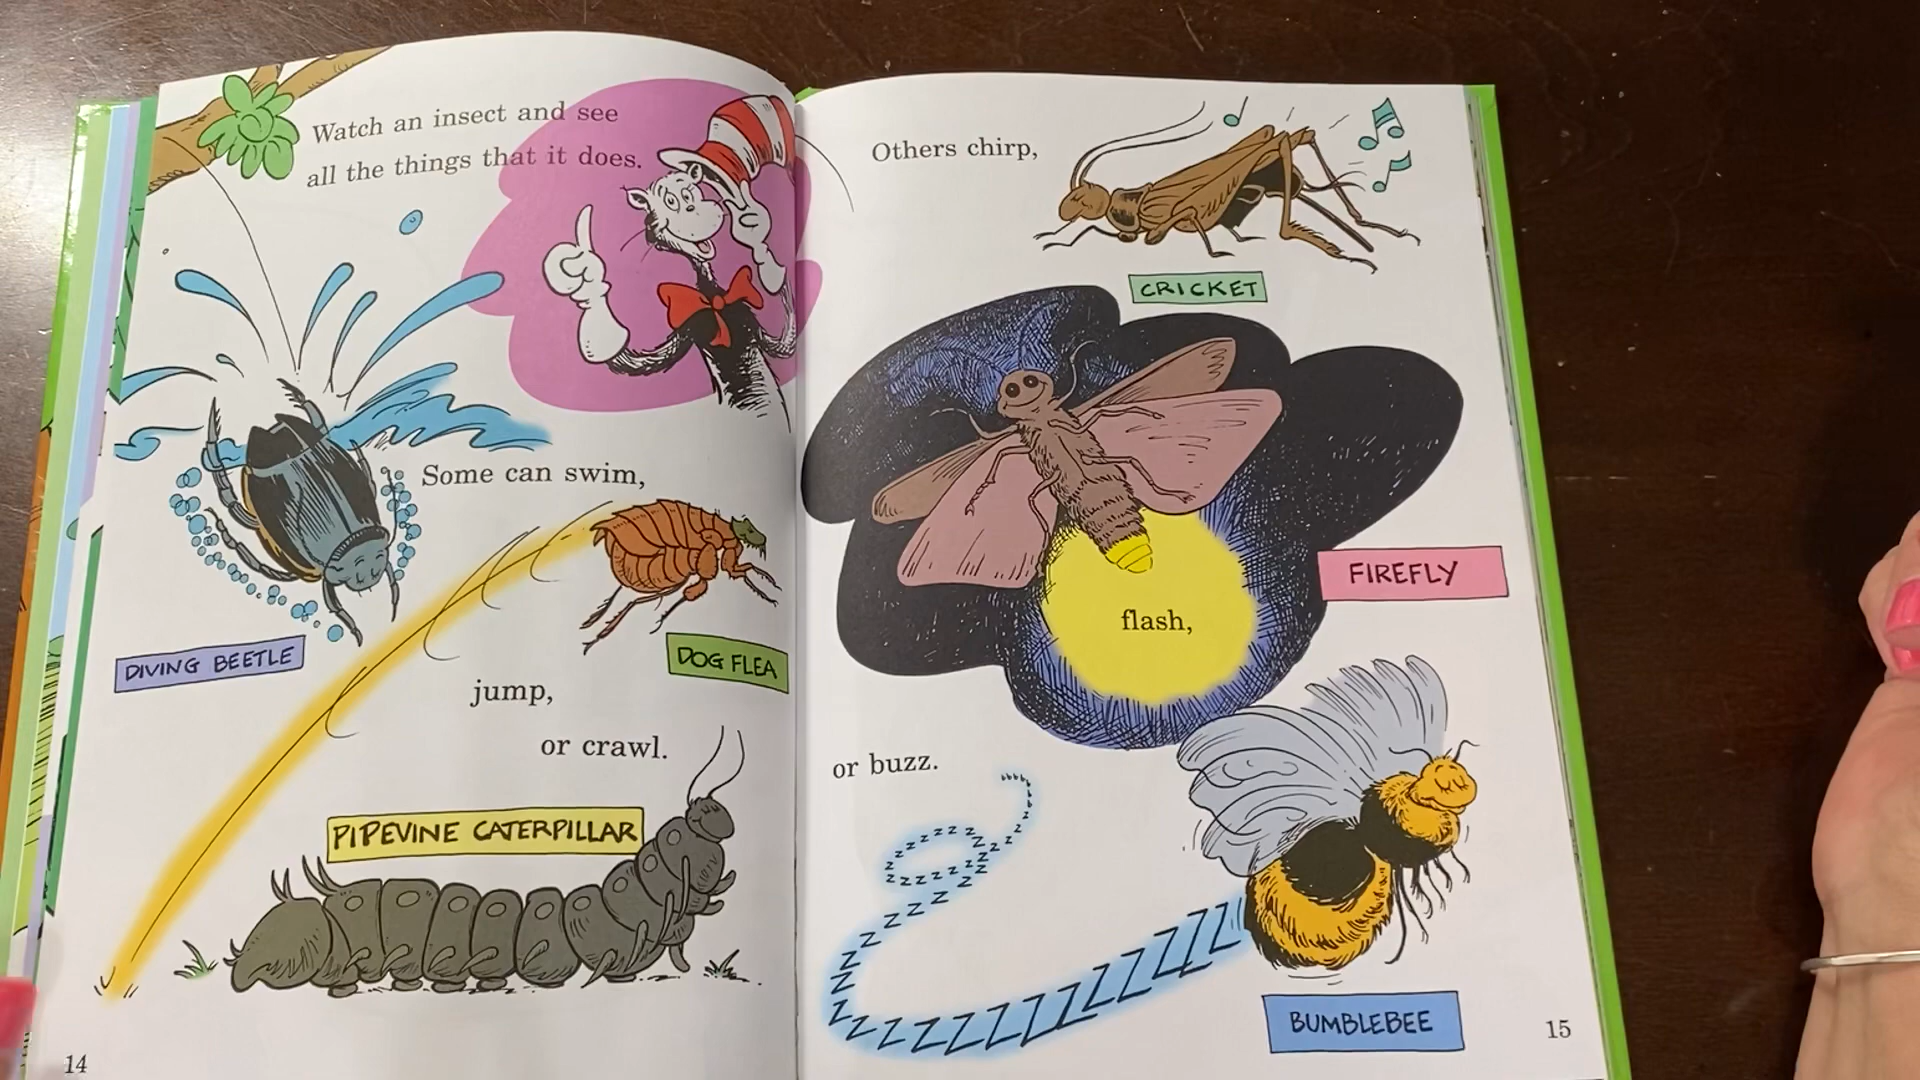 Watch an insect and see
all the things that it does.
Some can swim,
DIVING BEETLE
DOG FLEA
jump,
or crawl.
PIPEVINE CATERPILLAR
14
Others chirp,
CRICKET
FIREFLY
flash,
or buzz.
BUMBLEBEE
15